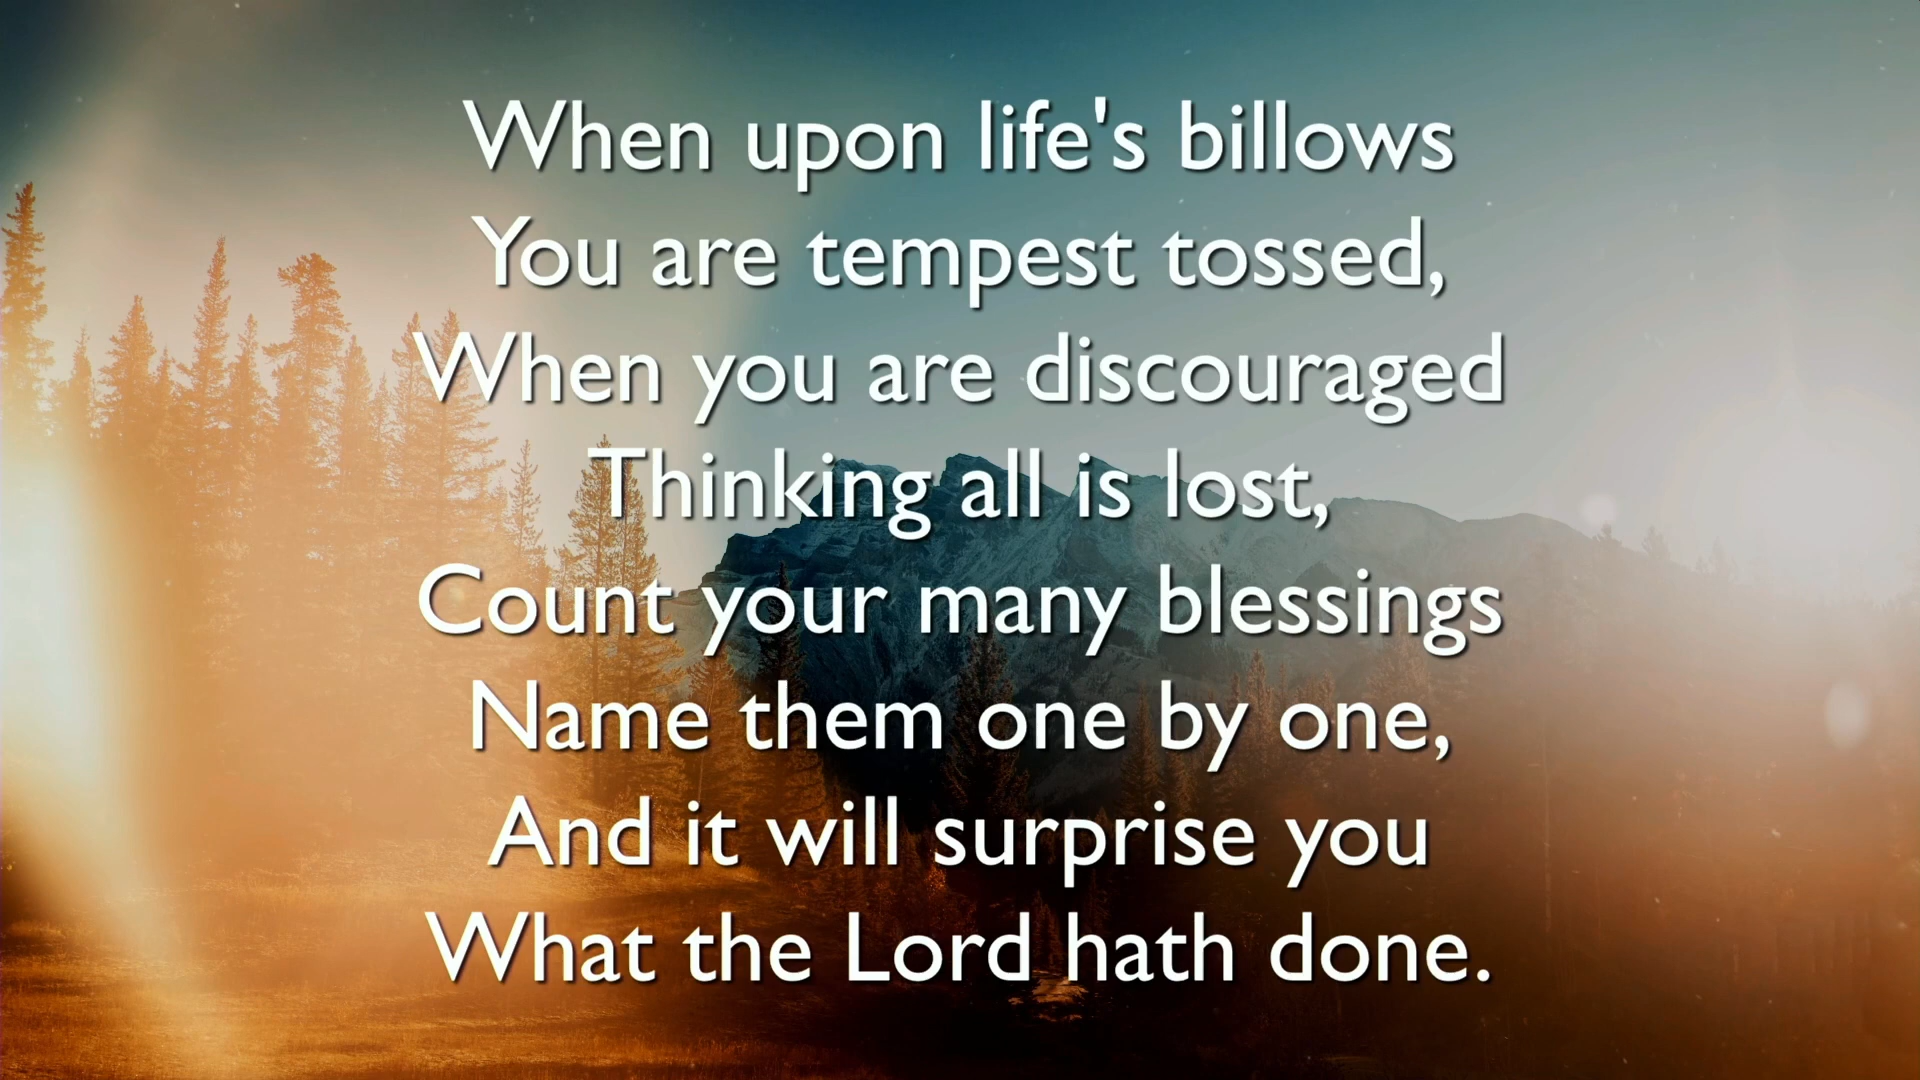 When upon life's billows
You are tempest tossed,
When you are discouraged
Thinking all is lost,
Count your many blessings
Name them one by one,
And it will surprise you
What the Lord hath done.